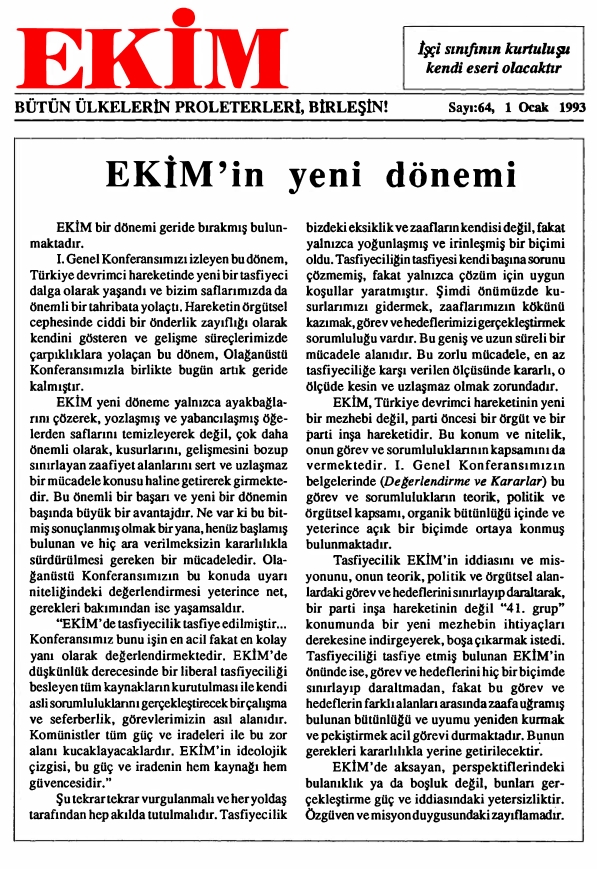 EKİM
İşçi sınıfının kurtuluşu
kendi eseri olacaktır
BÜTÜN ÜLKELERİN PROLETERLERİ, BİRLEŞİN!
Sayı:64, 1 Ocak 1993
EKİM’in yeni dönemi
EKİM bir dönemi geride bırakmış bulun-
maktadır.
I. Genel Konferansımızı izleyen bu dönem,
Türkiye devrimci hareketinde yeni bir tasfiyeci
dalga olarak yaşandı ve bizim saflarımızda da
önemli bir tahribata yolaçtı. Hareketin örgütsel
cephesinde ciddi bir önderlik zayıflığı olarak
kendini gösteren ve gelişme süreçlerimizde
çarpıklıklara yolaçan bu dönem, Olağanüstü
Konferansımızla birlikte bugün artık geride
kalmıştır.
EKİM yeni döneme yalnızca ayakbağla-
rını çözerek, yozlaşmış ve yabancılaşmış öğe-
lerden saflarını temizleyerek değil, çok daha
önemli olarak, kusurlarını, gelişmesini bozup
sınırlayan zaafiyet alanlarını sert ve uzlaşmaz
bir mücadele konusu haline getirerek girmekte-
dir. Bu önemli bir başarı ve yeni bir dönemin
başında büyük bir avantajdır. Ne var ki bu bit-
miş sonuçlanmış olmak bir yana, henüz başlamış
bulunan ve hiç ara verilmeksizin kararlılıkla
sürdürülmesi gereken bir mücadeledir. Ola-
ğanüstü Konferansımızın bu konuda uyarı
niteliğindeki değerlendirmesi yeterince net,
gerekleri bakımından ise yaşamsaldır.
“EKİM’de tasfiyecilik tasfiye edilmiştir...
Konferansımız bunu işin en acil fakat en kolay
yanı olarak değerlendirmektedir. EKİM’de
düşkünlük derecesinde bir liberal tasfiyeciliği
besleyen tüm kaynakların kurutulması ile kendi
asli sorumluluklarını gerçekleştirecek bir çalışma
ve seferberlik, görevlerimizin asıl alanıdır.
Komünistler tüm güç ve iradeleri ile bu zor
alanı kucaklayacaklardır. EKİM’in ideolojik
çizgisi, bu güç ve iradenin hem kaynağı hem
güvencesidir.”
Şu tekrar tekrar vurgulanmalı ve her yoldaş
tarafından hep akılda tutulmalıdır. Tasfiyecilik
bizdeki eksiklik ve zaafların kendisi değil, fakat
yalnızca yoğunlaşmış ve irinleşmiş bir biçimi
oldu. Tasfiyeciliğin tasfiyesi kendi başına sorunu
çözmemiş, fakat yalnızca çözüm için uygun
koşullar yaratmıştır. Şimdi önümüzde ku-
surlarımızı gidermek, zaaflarımızın kökünü
kazımak, görev ve hedeflerimizi gerçekleştirmek
sorumluluğu vardır. Bu geniş ve uzun süreli bir
mücadele alanıdır. Bu zorlu mücadele, en az
tasfiyeciliğe karşı verilen ölçüsünde kararlı, o
ölçüde kesin ve uzlaşmaz olmak zorundadır.
EKİM, Türkiye devrimci hareketinin yeni
bir mezhebi değil, parti öncesi bir örgüt ve bir
parti inşa hareketidir. Bu konum ve nitelik,
onun görev ve sorumluluklarının kapsamını da
vermektedir. I. Genel Konferansımızın
belgelerinde (Değerlendirme ve Kararlar) bu
görev ve sorumlulukların teorik, politik ve
örgütsel kapsamı, organik bütünlüğü içinde ve
yeterince açık bir biçimde ortaya konmuş
bulunmaktadır.
Tasfiyecilik EKİM’in iddiasını ve mis-
yonunu, onun teorik, politik ve örgütsel alan-
lardaki görev ve hedeflerini sınırlayıp daraltarak,
bir parti inşa hareketinin değil “41. grup”
konumunda bir yeni mezhebin ihtiyaçları
derekesine indirgeyerek, boşa çıkarmak istedi.
Tasfiyeciliği tasfiye etmiş bulunan EKİM’in
önünde ise, görev ve hedeflerini hiç bir biçimde
sınırlayıp daraltmadan, fakat bu görev ve
hedeflerin farklı alanları arasında zaafa uğramış
bulunan bütünlüğü ve uyumu yeniden kurmak
ve pekiştirmek acil görevi durmaktadır. Bunun
gerekleri kararlılıkla yerine getirilecektir.
EKİM’de aksayan, perspektiflerindeki
bulanıklık ya da boşluk değil, bunları ger-
çekleştirme güç ve iddiasındaki yetersizliktir.
Özgüven ve misyon duygusundaki zayıflamadır.